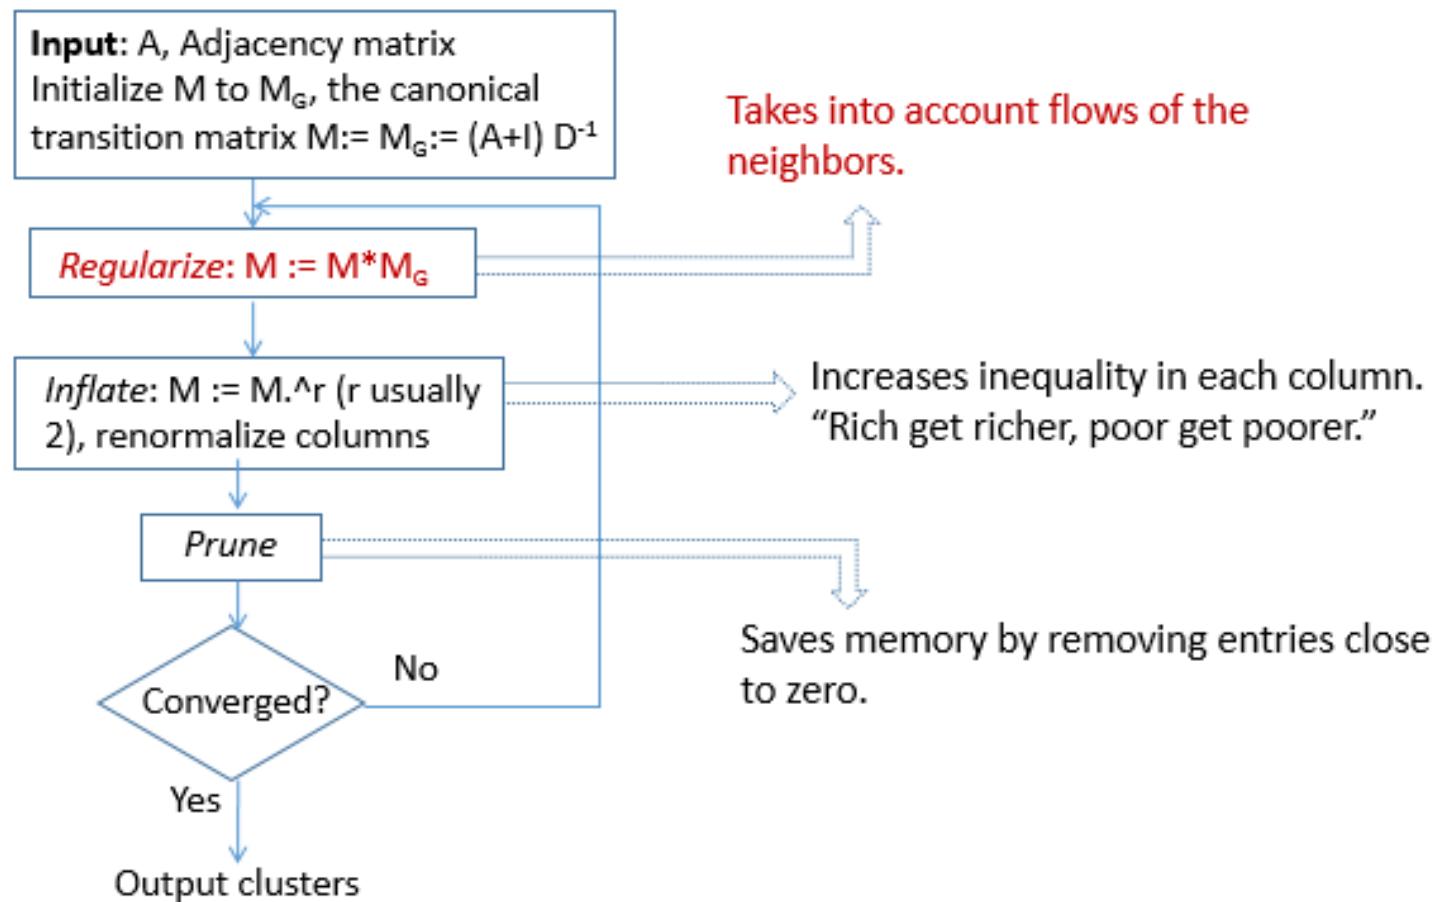 Input: A, Adjacency matrix
Initialize M to MG, the canonical
transition matrix M:= MG:= (A+I) D-1
Takes into account flows of the
neighbors.
Regularize: M := M*MG
Inflate: M := M.^r (r usually
2), renormalize columns
Increases inequality in each column.
“Rich get richer, poor get poorer.”
Prune
Saves memory by removing entries close
to zero.
Converged?
No
Yes
Output clusters